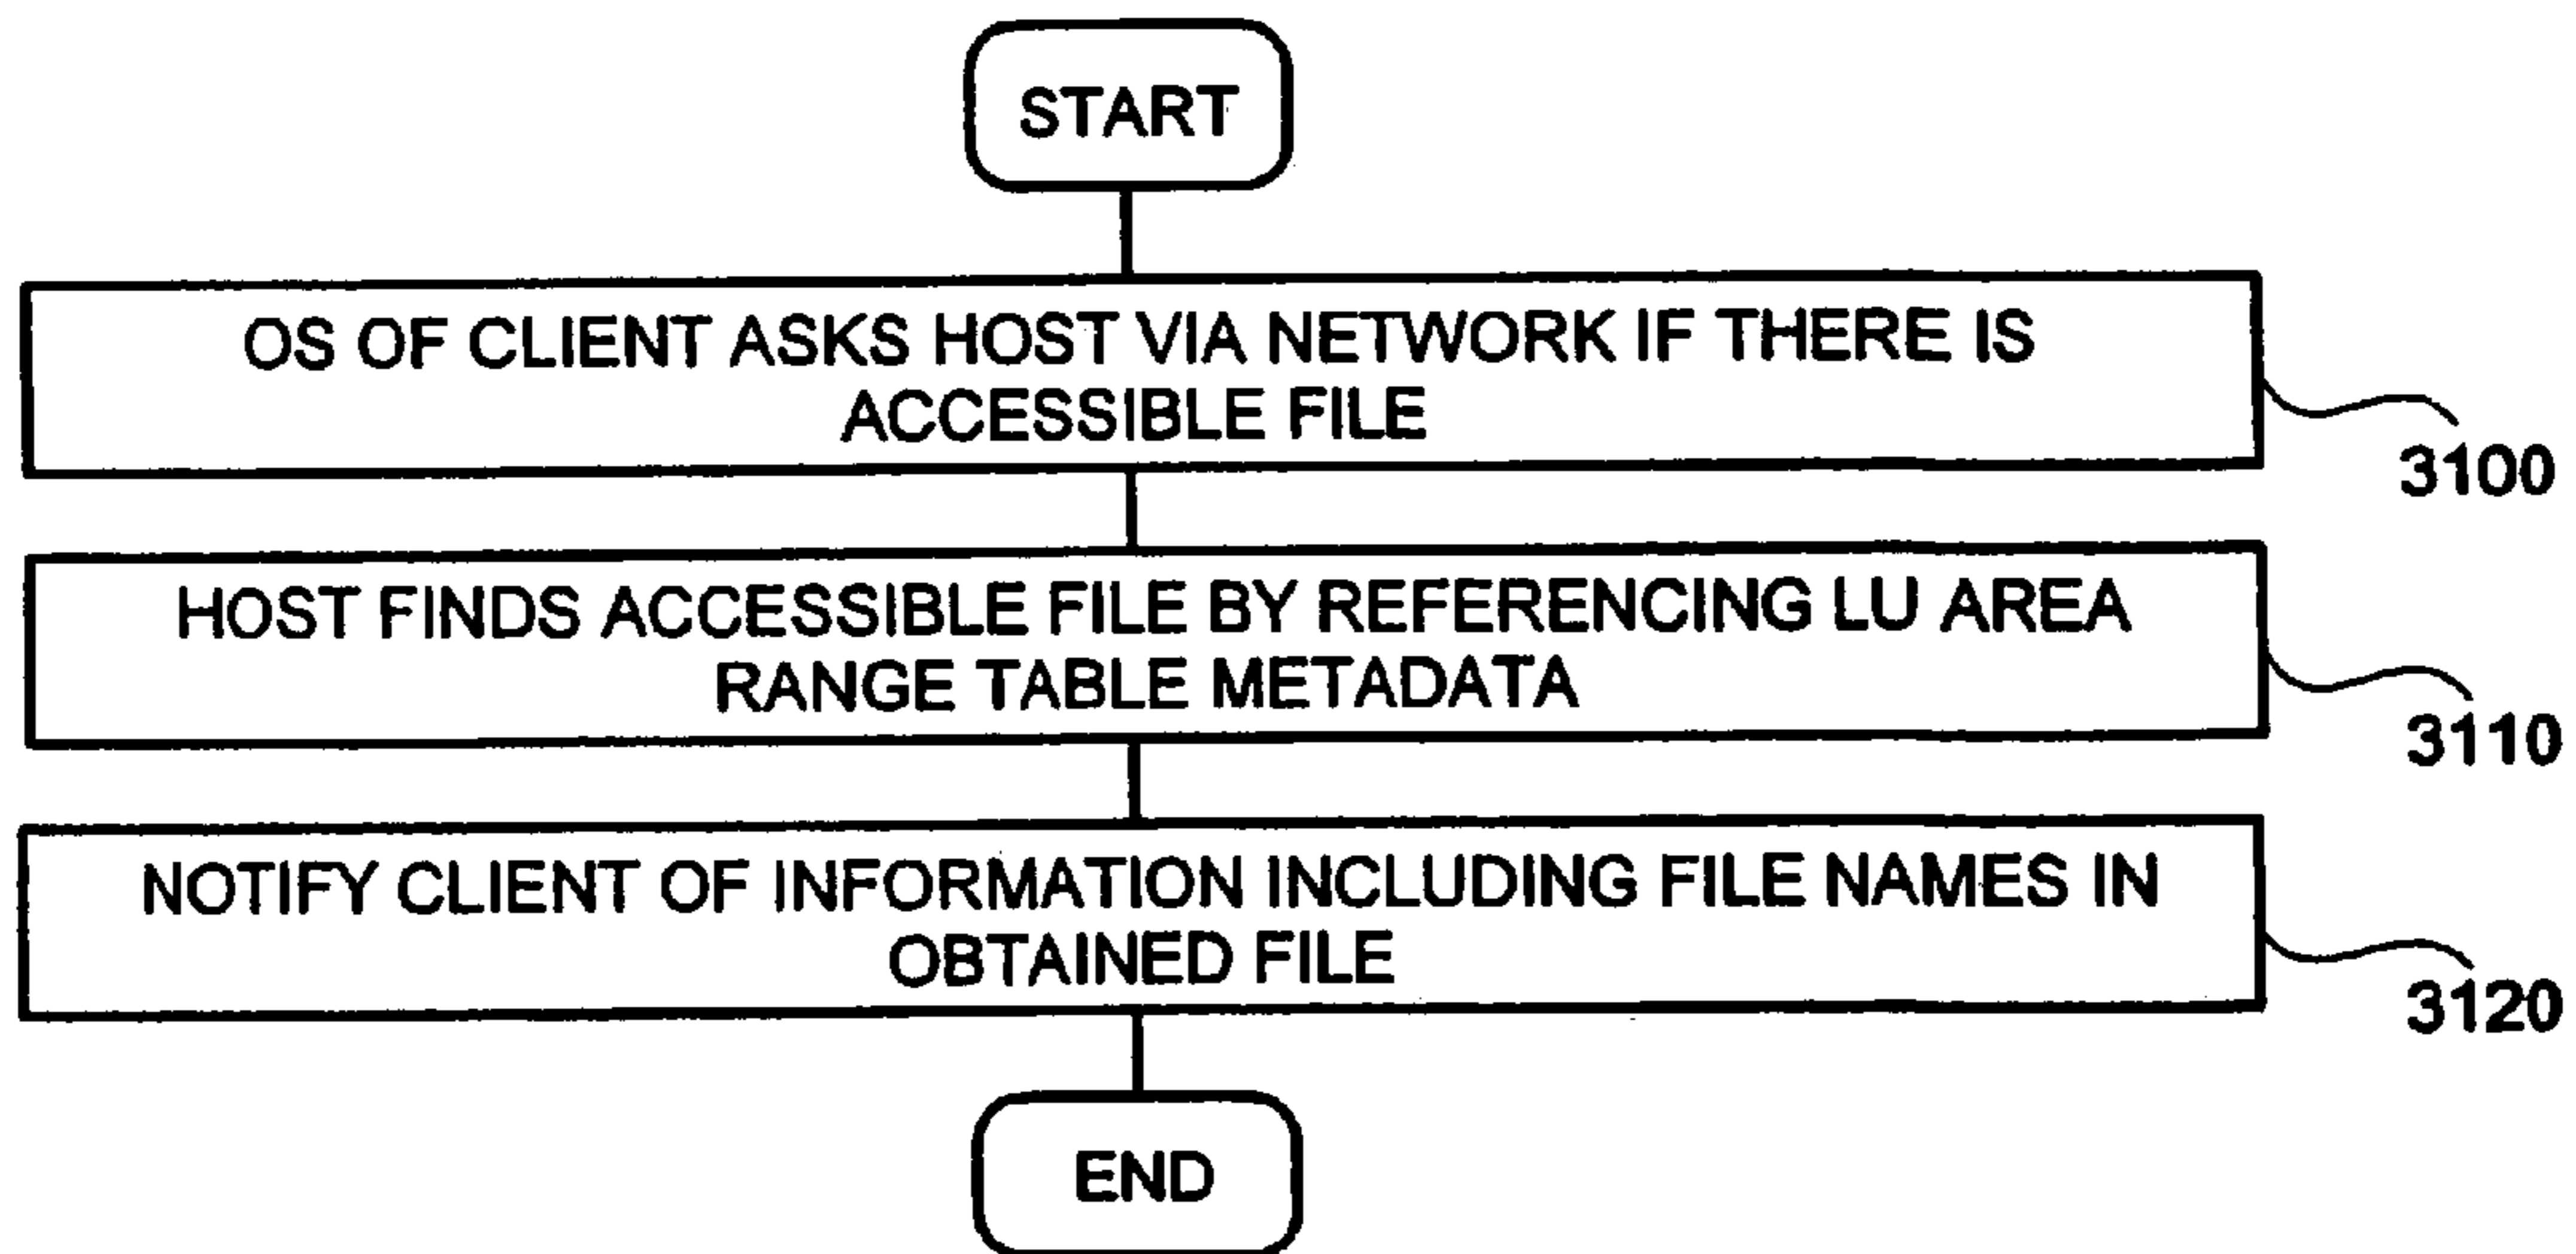 START
OS OF CLIENT ASKS HOST VIA NETWORK IF THERE IS
ACCESSIBLE FILE
3100
HOST FINDS ACCESSIBLE FILE BY REFERENCING LU AREA
RANGE TABLE METADATA
3110
NOTIFY CLIENT OF INFORMATION INCLUDING FILE NAMES IN
OBTAINED FILE
3120
END